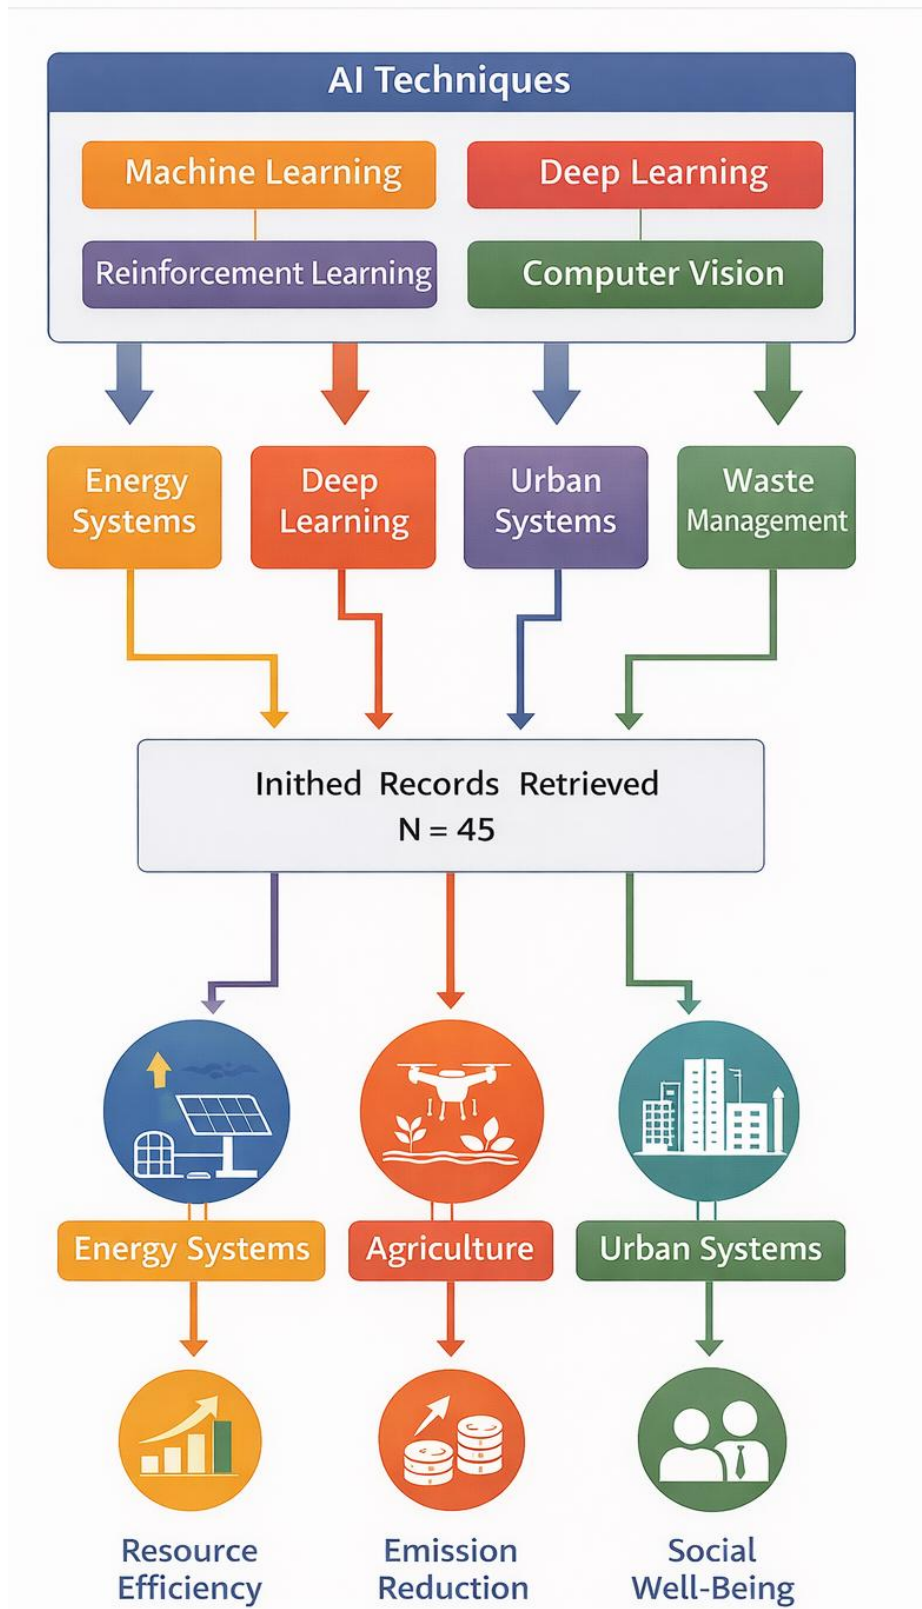 AI Techniques
Machine Learning
Deep Learning
Reinforcement Learning
Computer Vision
Energy
Systems
Deep
Learning
Urban
Systems
Waste
Management
Inithed Records Retrieved
N = 45
Energy Systems
Agriculture
Urban Systems
Resource
Efficiency
Emission
Reduction
Social
Well-Being